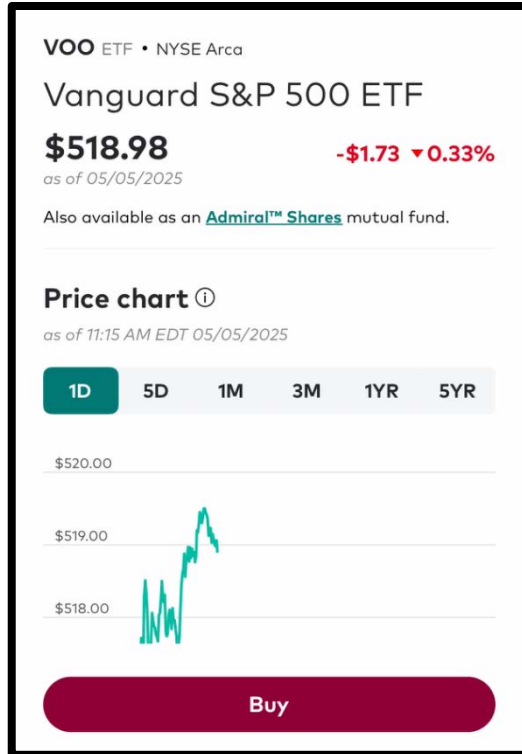 VOO ETF • NYSE Arca
Vanguard S&P 500 ETF
$518.98 -$1.73 ▼0.33%
as of 05/05/2025
Also available as an Admiral™ Shares mutual fund.
Price chart ⓘ
as of 11:15 AM EDT 05/05/2025
1D 5D 1M 3M 1YR 5YR
$520.00
$519.00
$518.00
Buy